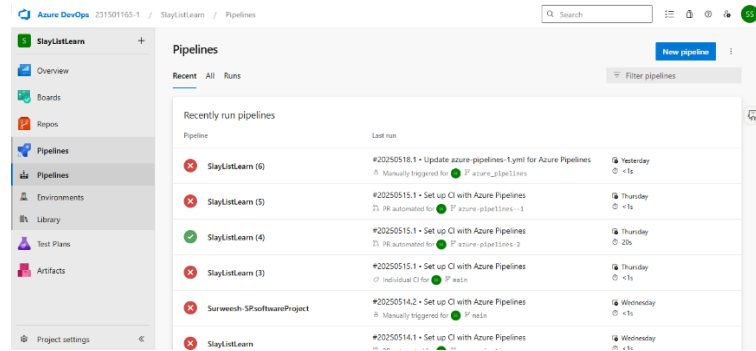 Azure DevOps 231501165-1 / SlayListLearn / Pipelines Search SS
S SlayListLearn +
Overview
Boards
Repos
Pipelines
Pipelines
Environments
Library
Test Plans
Artifacts
Project settings
Pipelines
New pipeline
Recent All Runs
Filter pipelines
Recently run pipelines
Pipeline Last run
SlayListLearn (6)
#20250518.1 • Update azure-pipelines-1.yml for Azure Pipelines
Manually triggered for azure_pipelines
Yesterday
<1s
SlayListLearn (5)
#20250515.1 • Set up CI with Azure Pipelines
PR automated for azure-pipelines--1
Thursday
<1s
SlayListLearn (4)
#20250515.1 • Set up CI with Azure Pipelines
PR automated for azure-pipelines-2
Thursday
20s
SlayListLearn (3)
#20250515.1 • Set up CI with Azure Pipelines
Individual CI for main
Thursday
<1s
Surweesh-SP.softwareProject
#20250514.2 • Set up CI with Azure Pipelines
Manually triggered for main
Wednesday
<1s
SlayListLearn
#20250514.1 • Set up CI with Azure Pipelines
Wednesday